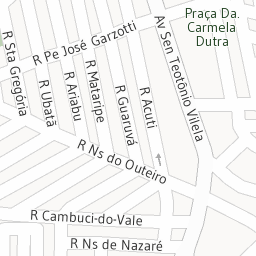 Praça Da.
Carmela
Dutra
R Pe José Garzotti
Av Sen Teotônio Vilela
R Sta Gregória
R Ubatã
R Ariabu
R Mataripe
R Guaruvá
R Acuti
R Ns do Outeiro
R Cambuci-do-Vale
R Ns de Nazaré